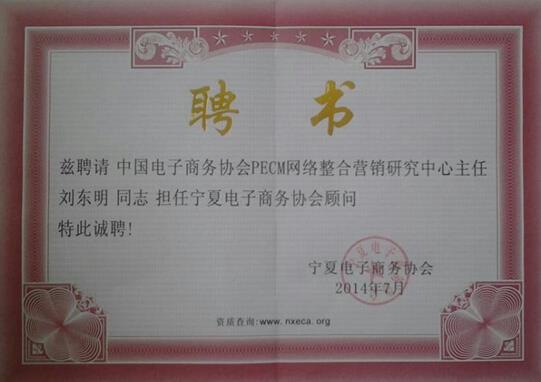 聘书
兹聘请 中国电子商务协会PECM网络整合营销研究中心主任
刘东明 同志 担任宁夏电子商务协会顾问
特此诚聘!
宁夏电子商务协会
2014年7月
资质查询:www.nxeca.org